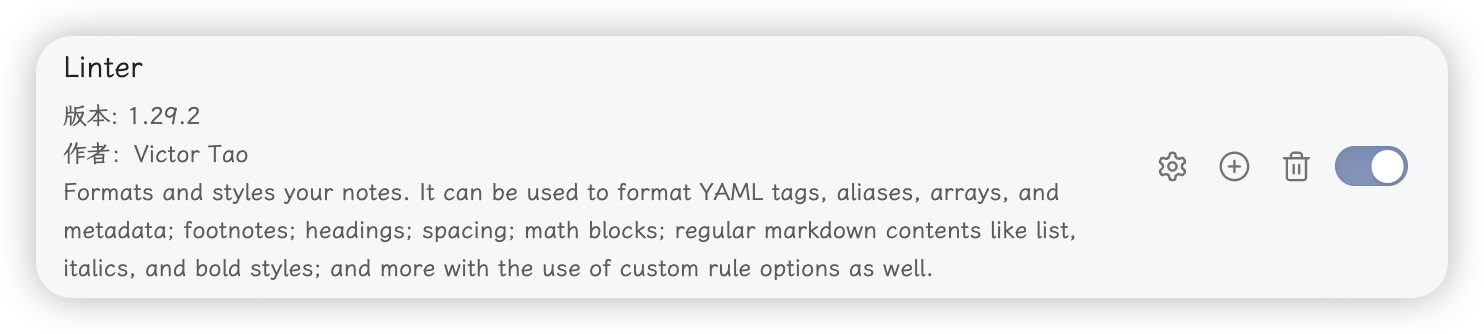 Linter
版本: 1.29.2
作者：Victor Tao
Formats and styles your notes. It can be used to format YAML tags, aliases, arrays, and
metadata; footnotes; headings; spacing; math blocks; regular markdown contents like list,
italics, and bold styles; and more with the use of custom rule options as well.